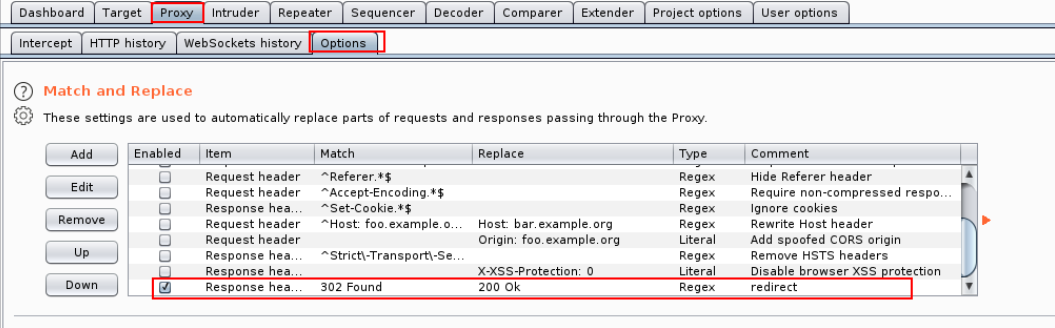 Dashboard Target Proxy Intruder Repeater Sequencer Decoder Comparer Extender Project options User options
Intercept HTTP history WebSockets history Options
? Match and Replace
These settings are used to automatically replace parts of requests and responses passing through the Proxy.
Add Enabled Item Match Replace Type Comment
Request header ^Referer.*$ Regex Hide Referer header
Edit Request header ^Accept-Encoding.*$ Regex Require non-compressed respo...
Response hea... ^Set-Cookie.*$ Regex Ignore cookies
Remove Request header ^Host: foo.example.o... Host: bar.example.org Regex Rewrite Host header
Request header Origin: foo.example.org Literal Add spoofed CORS origin
Up Response hea... ^Strict\-Transport\-Se... Regex Remove HSTS headers
Response hea... X-XSS-Protection: 0 Literal Disable browser XSS protection
Down Response hea... 302 Found 200 Ok Regex redirect